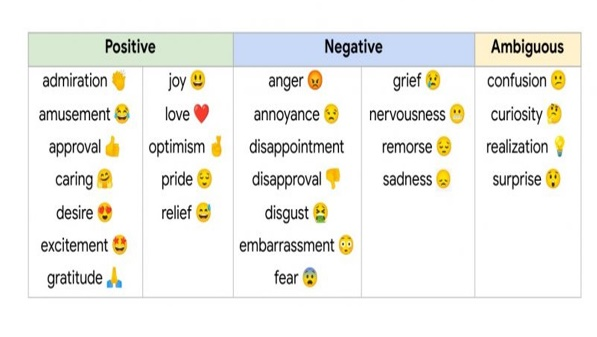 Positive Negative Ambiguous
admiration 👏 joy 😃 anger 😡 grief 😢 confusion 😕
amusement 😂 love ❤️ annoyance 😒 nervousness 😬 curiosity 🤔
approval 👍 optimism 🤞 disappointment remorse 😔 realization 💡
caring 🤗 pride 😌 disapproval 👎 sadness 😞 surprise 😲
desire 😍 relief 😅 disgust 🤮
excitement 🤩 embarrassment 😳
gratitude 🙏 fear 😨